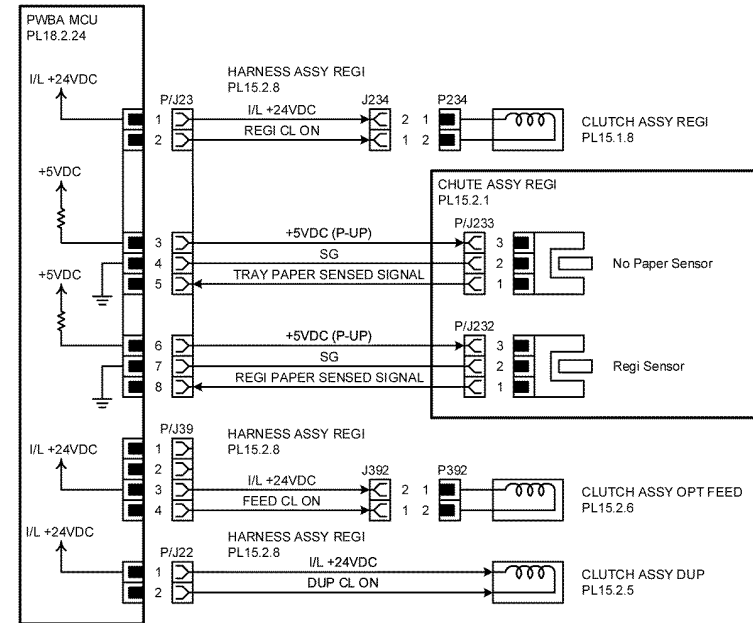 PWBA MCU
PL18.2.24
I/L +24VDC
HARNESS ASSY REGI
PL15.2.8
P/J23
J234
P234
1
I/L +24VDC
2 1
2
REGI CL ON
1 2
CLUTCH ASSY REGI
PL15.1.8
+5VDC
CHUTE ASSY REGI
PL15.2.1
P/J233
3
+5VDC (P-UP)
3
4
SG
2
No Paper Sensor
5
TRAY PAPER SENSED SIGNAL
1
+5VDC
P/J232
6
+5VDC (P-UP)
3
7
SG
2
Regi Sensor
8
REGI PAPER SENSED SIGNAL
1
P/J39
HARNESS ASSY REGI
PL15.2.8
I/L +24VDC
1
2
J392
P392
3
I/L +24VDC
2 1
4
FEED CL ON
1 2
CLUTCH ASSY OPT FEED
PL15.2.6
I/L +24VDC
HARNESS ASSY REGI
PL15.2.8
P/J22
1
I/L +24VDC
2
DUP CL ON
CLUTCH ASSY DUP
PL15.2.5